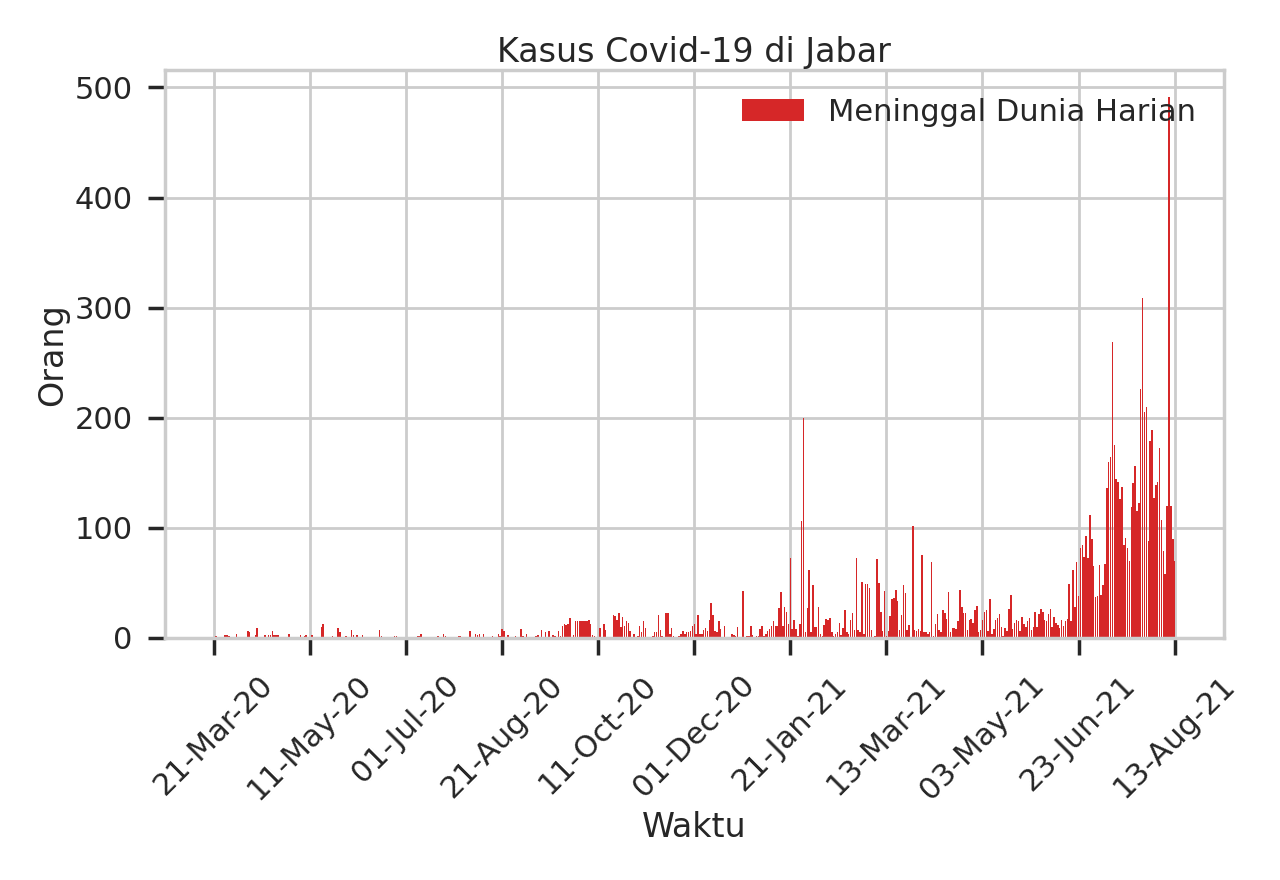 Kasus Covid-19 di Jabar
Meninggal Dunia Harian
500
400
300
200
100
0
Orang
21-Mar-20
11-May-20
01-Jul-20
21-Aug-20
11-Oct-20
01-Dec-20
21-Jan-21
13-Mar-21
03-May-21
23-Jun-21
13-Aug-21
Waktu